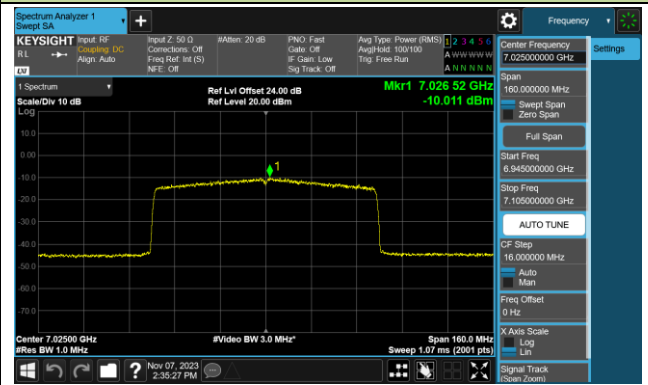 Spectrum Analyzer 1
Swept SA
+
Frequency
KEYSIGHT
Input: RF
Input Z: 50 Ω
#Atten: 20 dB
PNO: Fast
Avg Type: Power (RMS)
1 2 3 4 5 6
RL
Coupling: DC
Corrections: Off
Gate: Off
Avg|Hold: 100/100
A W W W W W
Align: Auto
Freq Ref: Int (S)
IF Gain: Low
Trig: Free Run
NFE: Off
Sig Track: Off
A N N N N N
LXI
1 Spectrum
Ref Lvl Offset 24.00 dB
Mkr1 7.026 52 GHz
Scale/Div 10 dB
Ref Level 20.00 dBm
-10.011 dBm
Log
10.0
0.00
-10.0
-20.0
-30.0
-40.0
-50.0
-60.0
-70.0
1
Center 7.02500 GHz
#Video BW 3.0 MHz*
Span 160.0 MHz
#Res BW 1.0 MHz
Sweep 1.07 ms (2001 pts)
?
Nov 07, 2023
2:35:27 PM
Center Frequency
7.025000000 GHz
Settings
Span
160.000000 MHz
Swept Span
Zero Span
Full Span
Start Freq
6.945000000 GHz
Stop Freq
7.105000000 GHz
AUTO TUNE
CF Step
16.000000 MHz
Auto
Man
Freq Offset
0 Hz
X Axis Scale
Log
Lin
Signal Track
(Span Zoom)